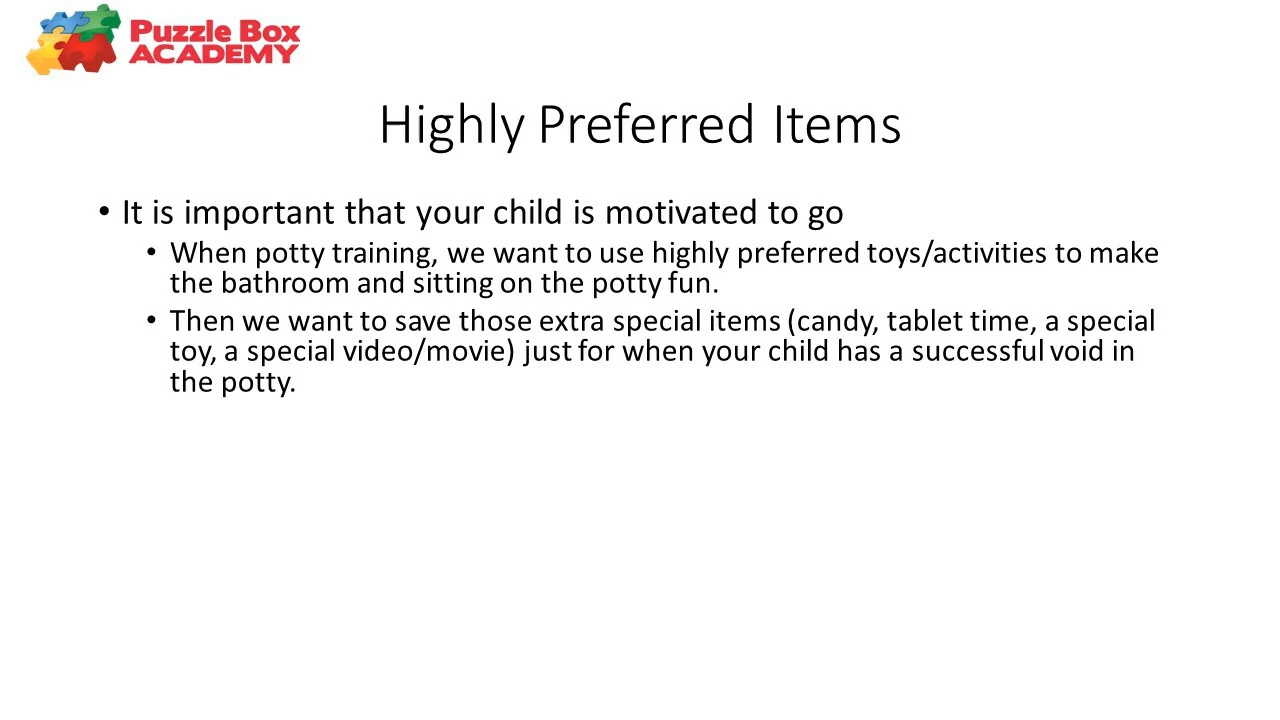 Puzzle Box
ACADEMY
Highly Preferred Items
• It is important that your child is motivated to go
• When potty training, we want to use highly preferred toys/activities to make
the bathroom and sitting on the potty fun.
• Then we want to save those extra special items (candy, tablet time, a special
toy, a special video/movie) just for when your child has a successful void in
the potty.